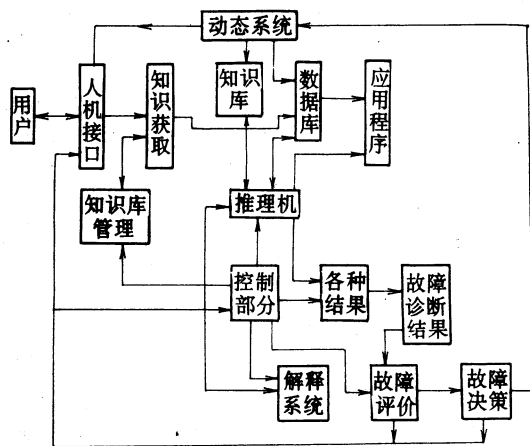 动态系统
用户
人机接口
知识获取
知识库
数据库
应用程序
知识库
管理
推理机
控制
部分
各种
结果
故障
诊断
结果
解释
系统
故障
评价
故障
决策